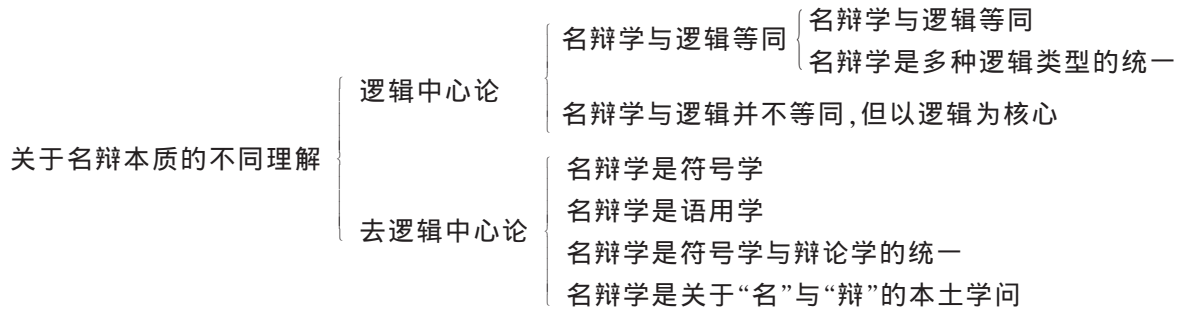 名辩学与逻辑等同
名辩学与逻辑等同
名辩学是多种逻辑类型的统一
逻辑中心论
名辩学与逻辑并不等同,但以逻辑为核心
关于名辩本质的不同理解
名辩学是符号学
名辩学是语用学
去逻辑中心论
名辩学是符号学与辩论学的统一
名辩学是关于“名”与“辩”的本土学问